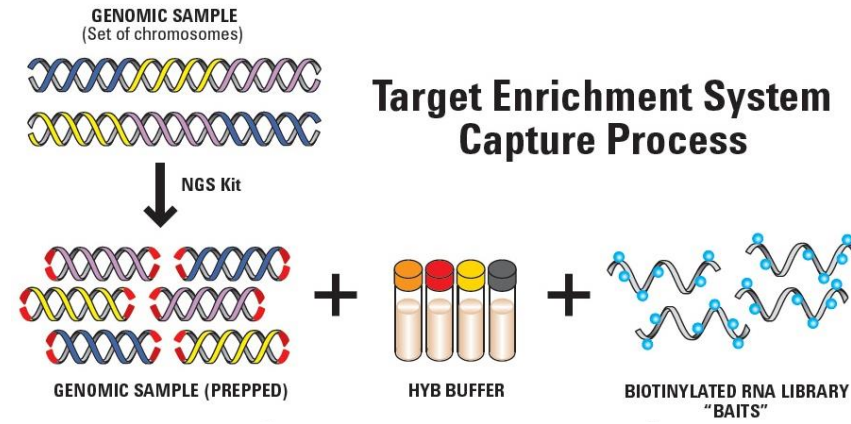 GENOMIC SAMPLE
(Set of chromosomes)
Target Enrichment System
Capture Process
NGS Kit
GENOMIC SAMPLE (PREPPED)
HYB BUFFER
BIOTINYLATED RNA LIBRARY
“BAITS”